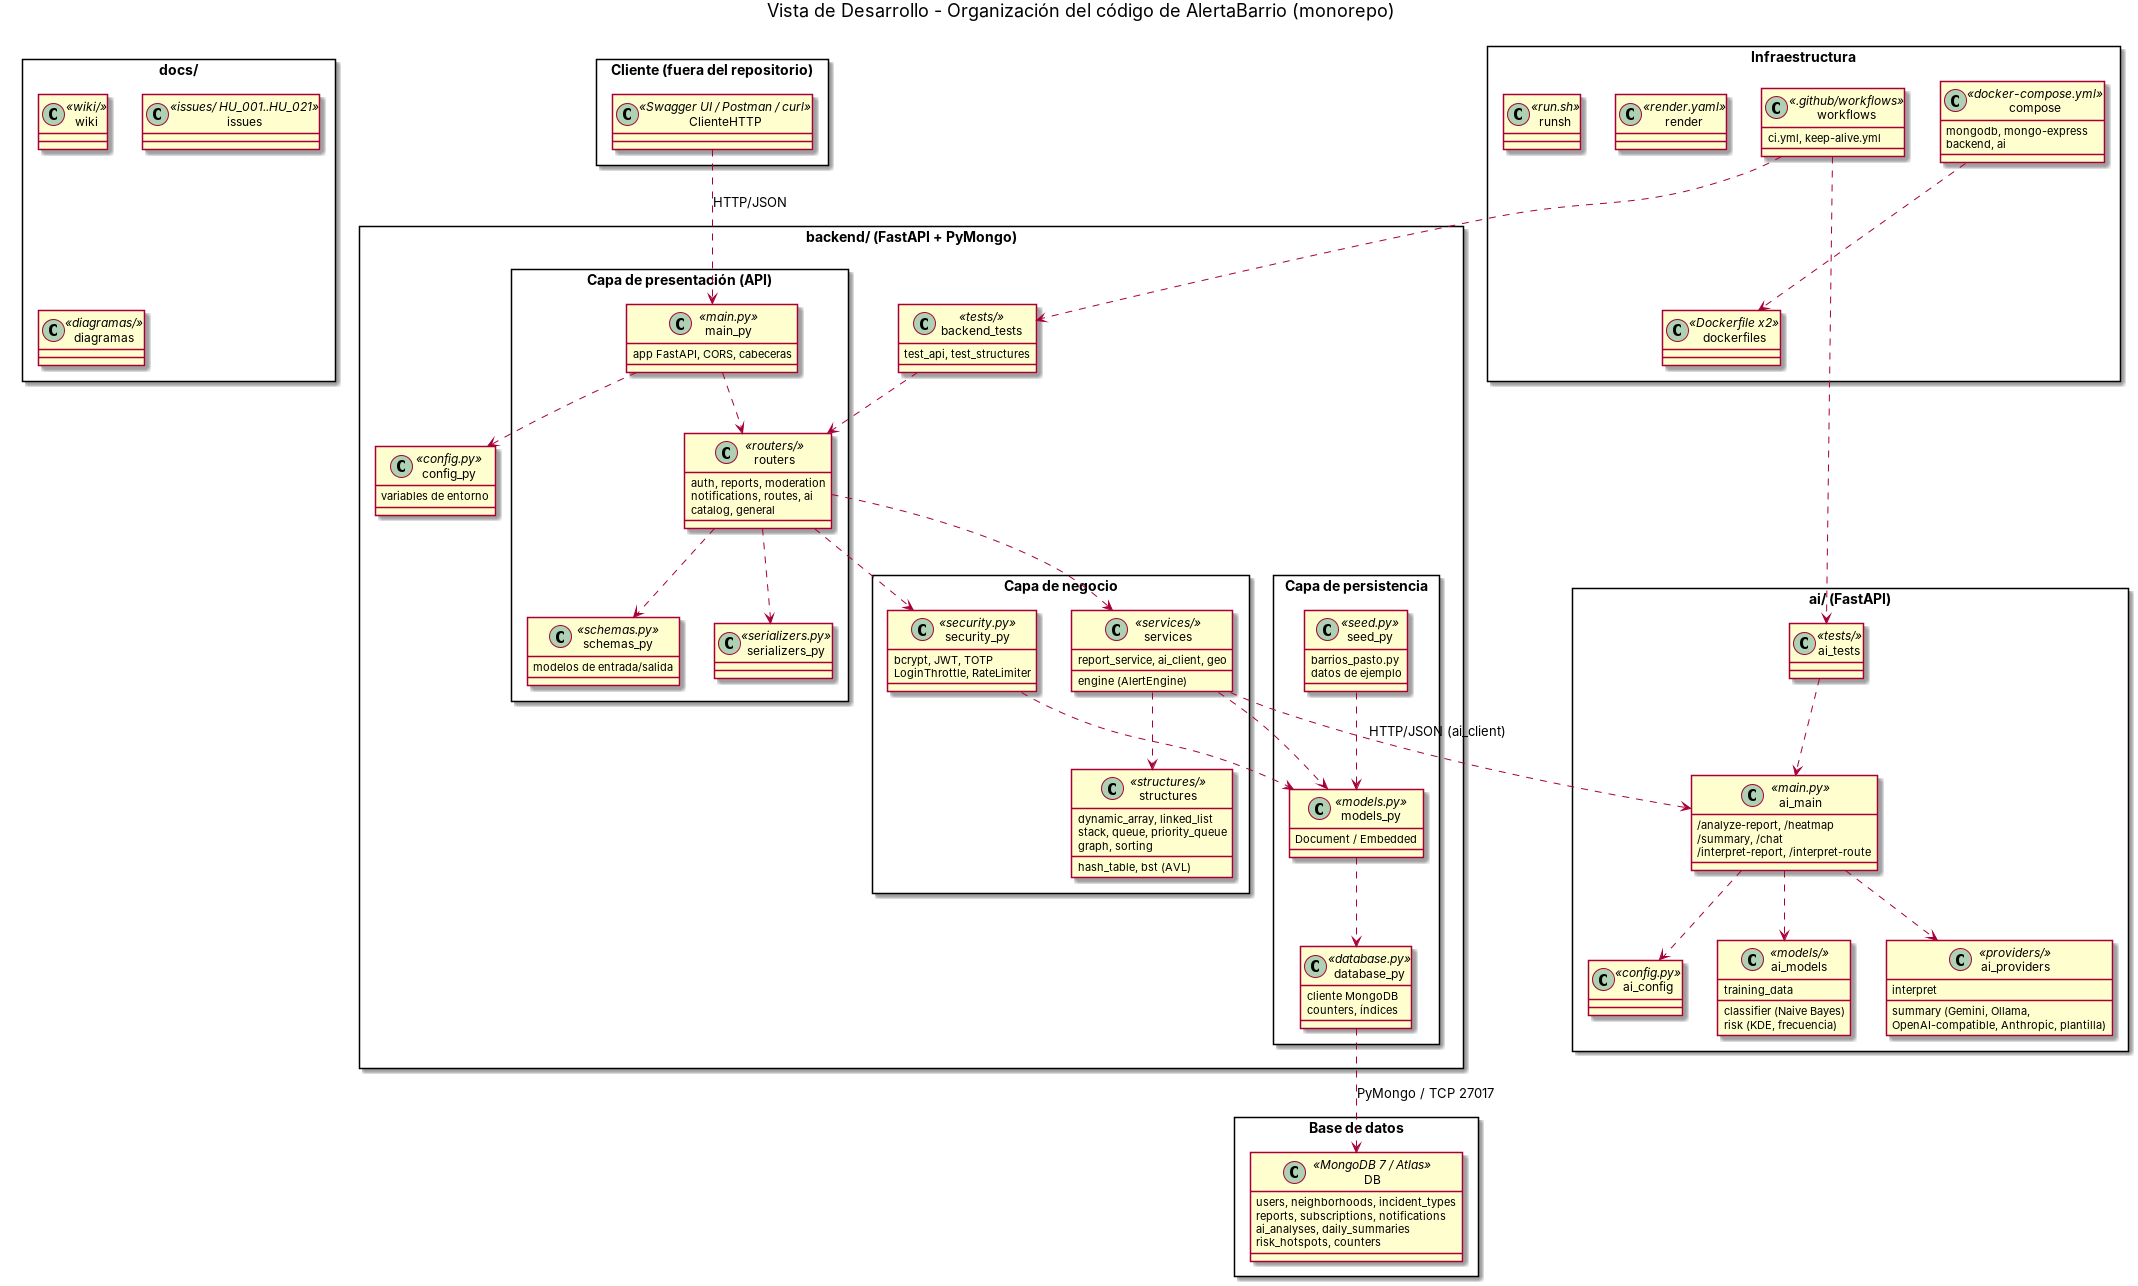 Vista de Desarrollo - Organización del código de AlertaBarrio (monorepo)
docs/
C «wiki/»
wiki
C «issues/ HU_001..HU_021»
issues
C «diagramas/»
diagramas
Cliente (fuera del repositorio)
C «Swagger UI / Postman / curl»
ClienteHTTP
HTTP/JSON
Infraestructura
C «run.sh»
runsh
C «render.yaml»
render
C «.github/workflows»
workflows
ci.yml, keep-alive.yml
C «docker-compose.yml»
compose
mongodb, mongo-express
backend, ai
C «Dockerfile x2»
dockerfiles
backend/ (FastAPI + PyMongo)
Capa de presentación (API)
C «main.py»
main_py
app FastAPI, CORS, cabeceras
C «tests/»
backend_tests
test_api, test_structures
C «config.py»
config_py
variables de entorno
C «routers/»
routers
auth, reports, moderation
notifications, routes, ai
catalog, general
C «schemas.py»
schemas_py
modelos de entrada/salida
C «serializers.py»
serializers_py
Capa de negocio
C «security.py»
security_py
bcrypt, JWT, TOTP
LoginThrottle, RateLimiter
C «services/»
services
report_service, ai_client, geo
engine (AlertEngine)
C «structures/»
structures
dynamic_array, linked_list
stack, queue, priority_queue
graph, sorting
hash_table, bst (AVL)
Capa de persistencia
C «seed.py»
seed_py
barrios_pasto.py
datos de ejemplo
HTTP/JSON (ai_client)
C «models.py»
models_py
Document / Embedded
C «database.py»
database_py
cliente MongoDB
counters, índices
PyMongo / TCP 27017
ai/ (FastAPI)
C «tests/»
ai_tests
C «main.py»
ai_main
/analyze-report, /heatmap
/summary, /chat
/interpret-report, /interpret-route
C «config.py»
ai_config
C «models/»
ai_models
training_data
classifier (Naive Bayes)
risk (KDE, frecuencia)
C «providers/»
ai_providers
interpret
summary (Gemini, Ollama,
OpenAI-compatible, Anthropic, plantilla)
Base de datos
C «MongoDB 7 / Atlas»
DB
users, neighborhoods, incident_types
reports, subscriptions, notifications
ai_analyses, daily_summaries
risk_hotspots, counters